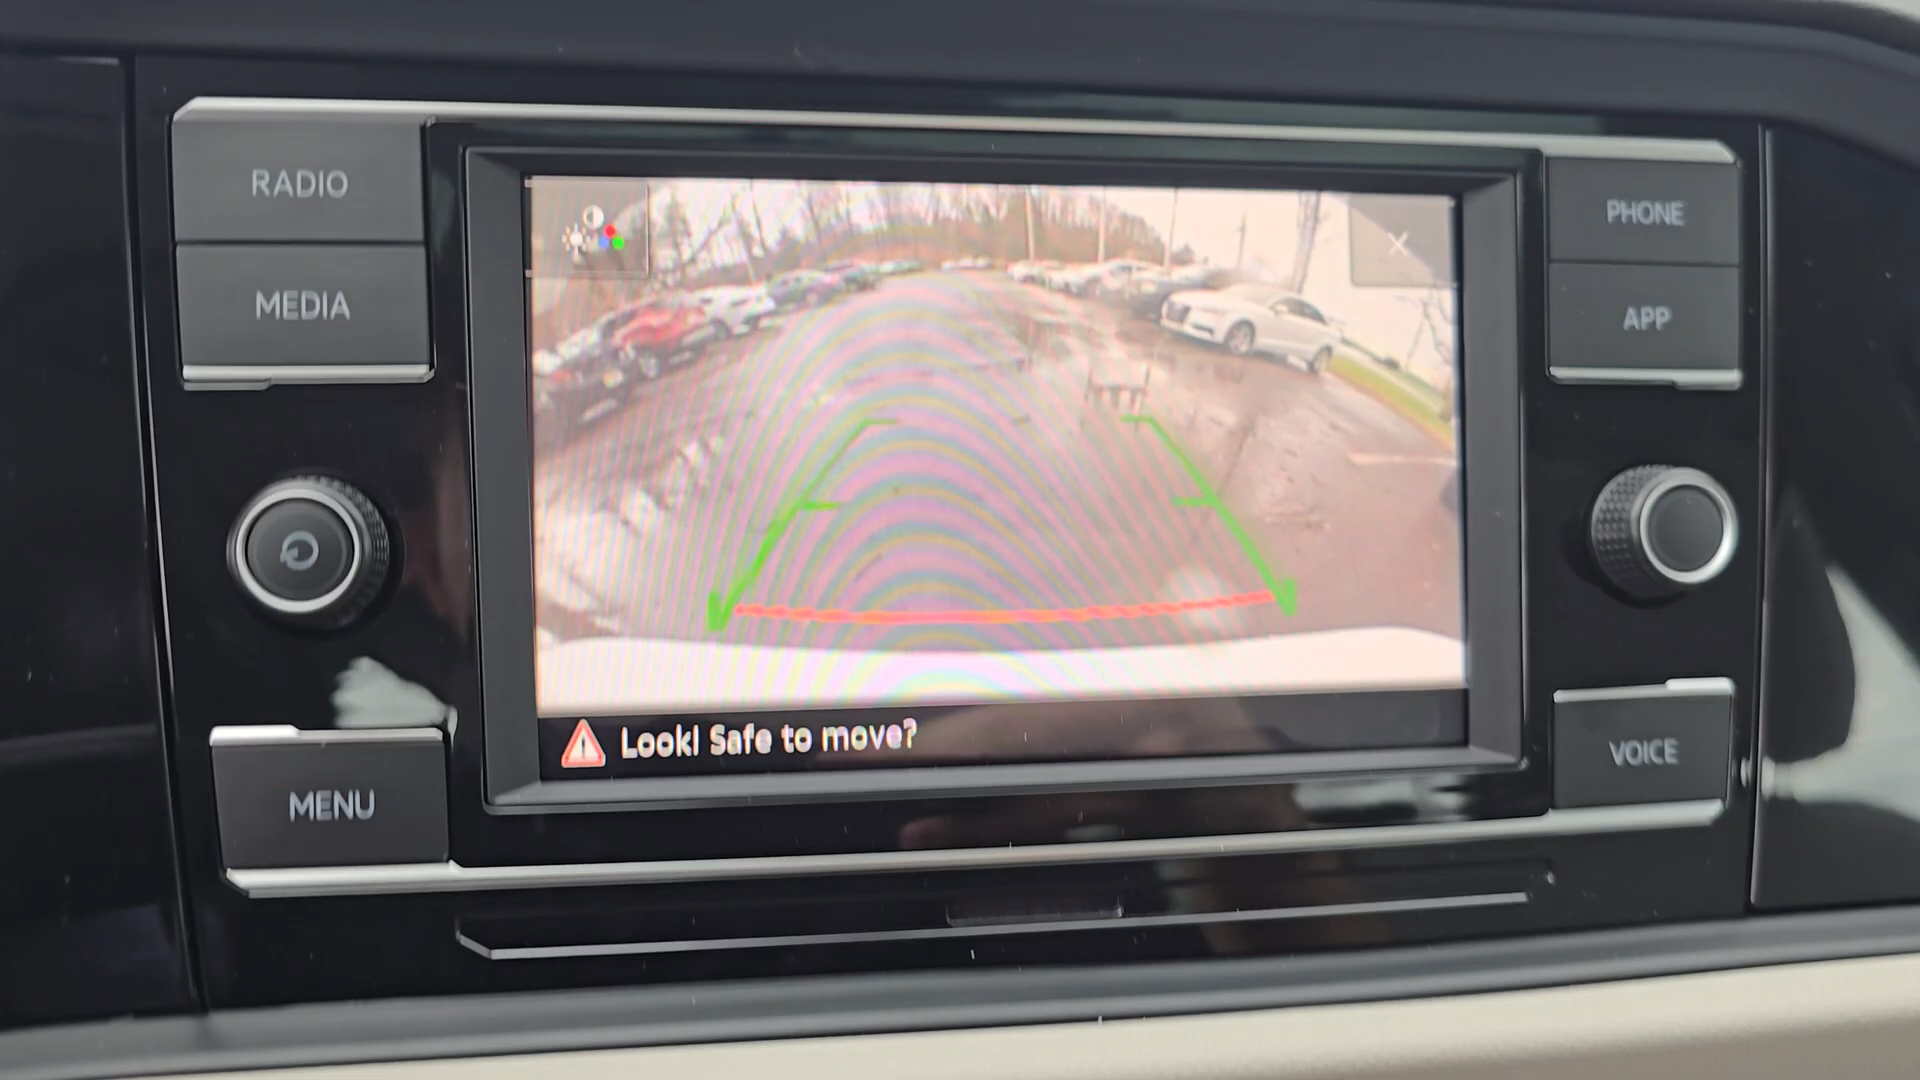 RADIO
MEDIA
MENU
PHONE
APP
VOICE
Look! Safe to move?